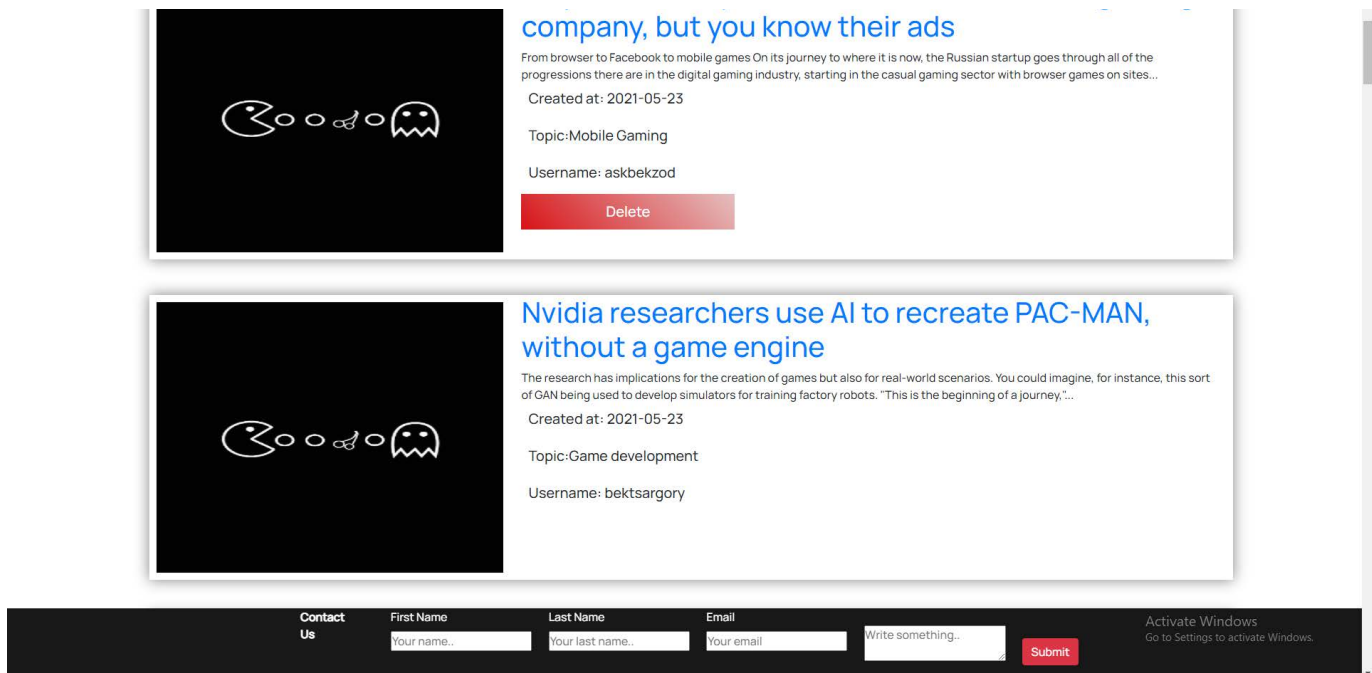 company, but you know their ads
From browser to Facebook to mobile games On its journey to where it is now, the Russian startup goes through all of the
progressions there are in the digital gaming industry, starting in the casual gaming sector with browser games on sites...
Created at: 2021-05-23
Topic:Mobile Gaming
Username: askbekzod
Delete
Nvidia researchers use AI to recreate PAC-MAN,
without a game engine
The research has implications for the creation of games but also for real-world scenarios. You could imagine, for instance, this sort
of GAN being used to develop simulators for training factory robots. "This is the beginning of a journey,"...
Created at: 2021-05-23
Topic:Game development
Username: bektsargory
Contact
Us
First Name
Your name..
Last Name
Your last name..
Email
Your email
Write something..
Submit
Activate Windows
Go to Settings to activate Windows.